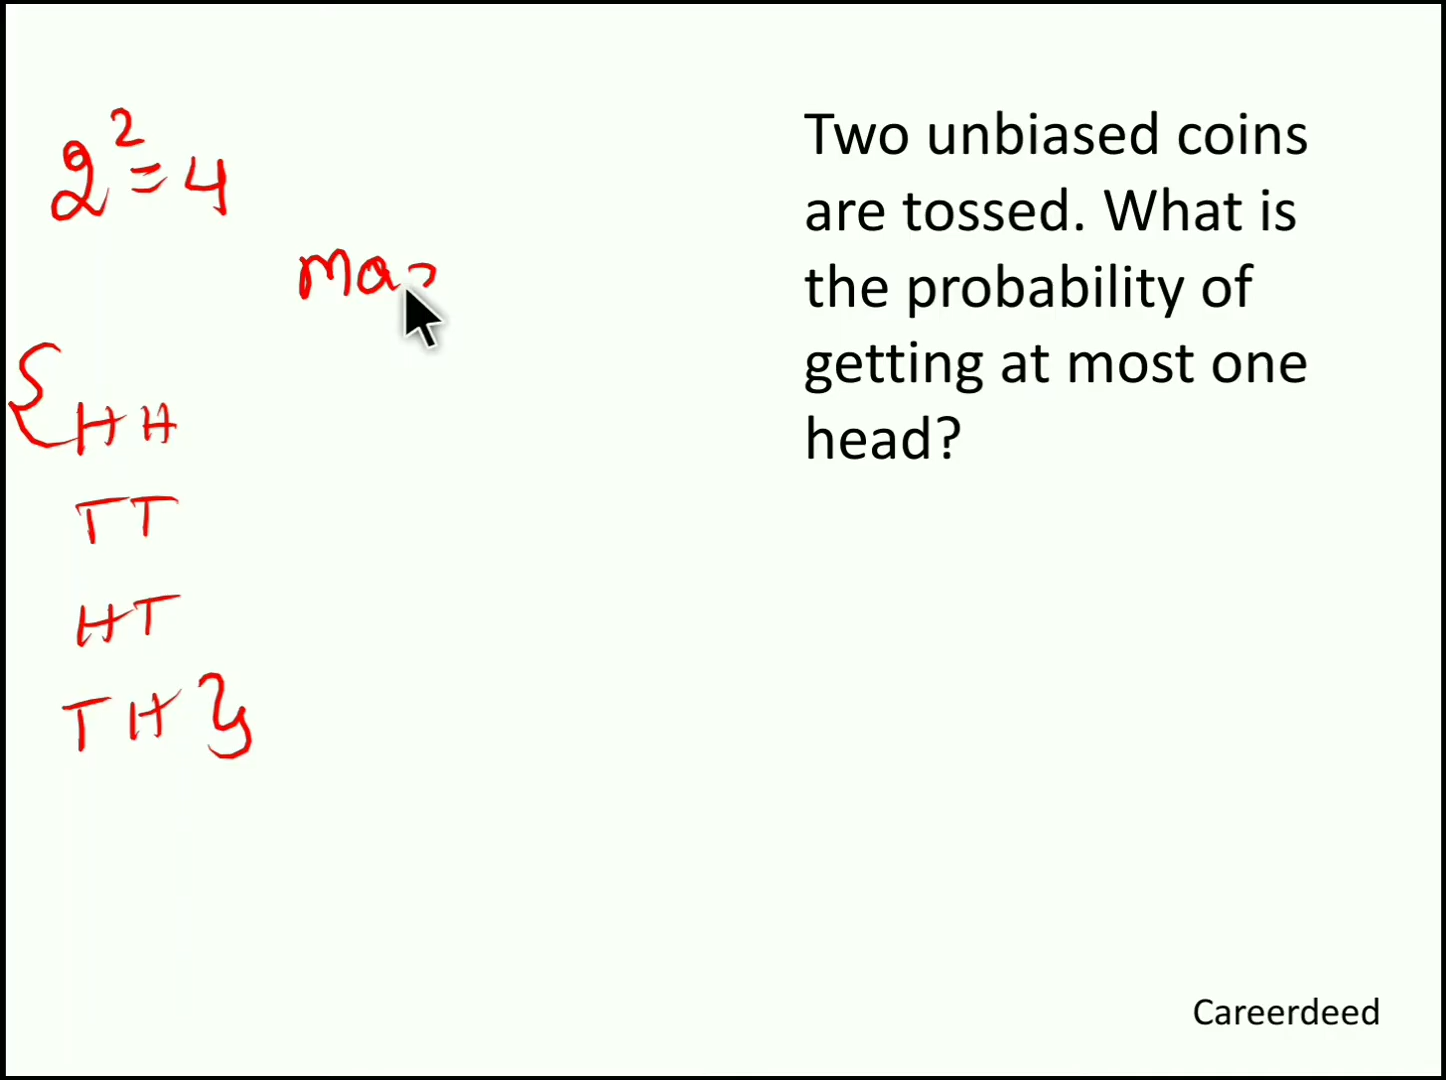 2² = 4
Two unbiased coins
are tossed. What is
the probability of
getting at most one
head?
{
HH
TT
HT
TH }
Careerdeed